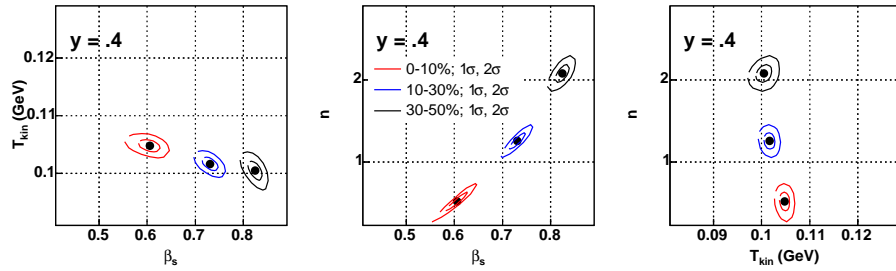 y = .4
T_kin (GeV)
0.12
0.11
0.1
0.5 0.6 0.7 0.8
β_s
y = .4
0-10%; 1σ, 2σ
10-30%; 1σ, 2σ
30-50%; 1σ, 2σ
n
2
1
0.5 0.6 0.7 0.8
β_s
y = .4
n
2
1
0.09 0.1 0.11 0.12
T_kin (GeV)